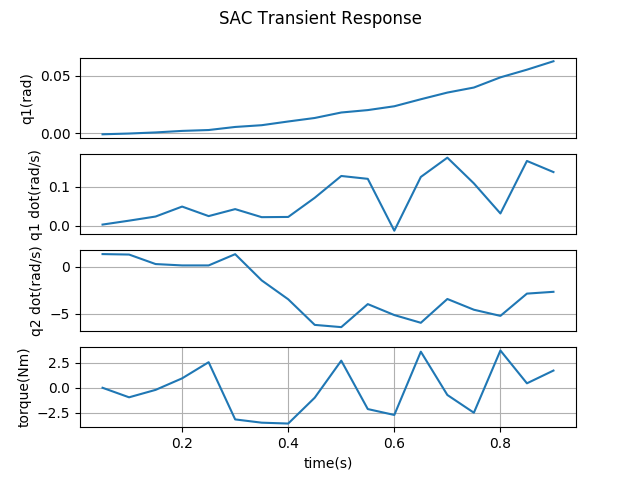 SAC Transient Response
q1(rad)
0.05
0.00
q1 dot(rad/s)
0.1
0.0
q2 dot(rad/s)
0
−5
torque(Nm)
2.5
0.0
−2.5
0.2 0.4 0.6 0.8
time(s)